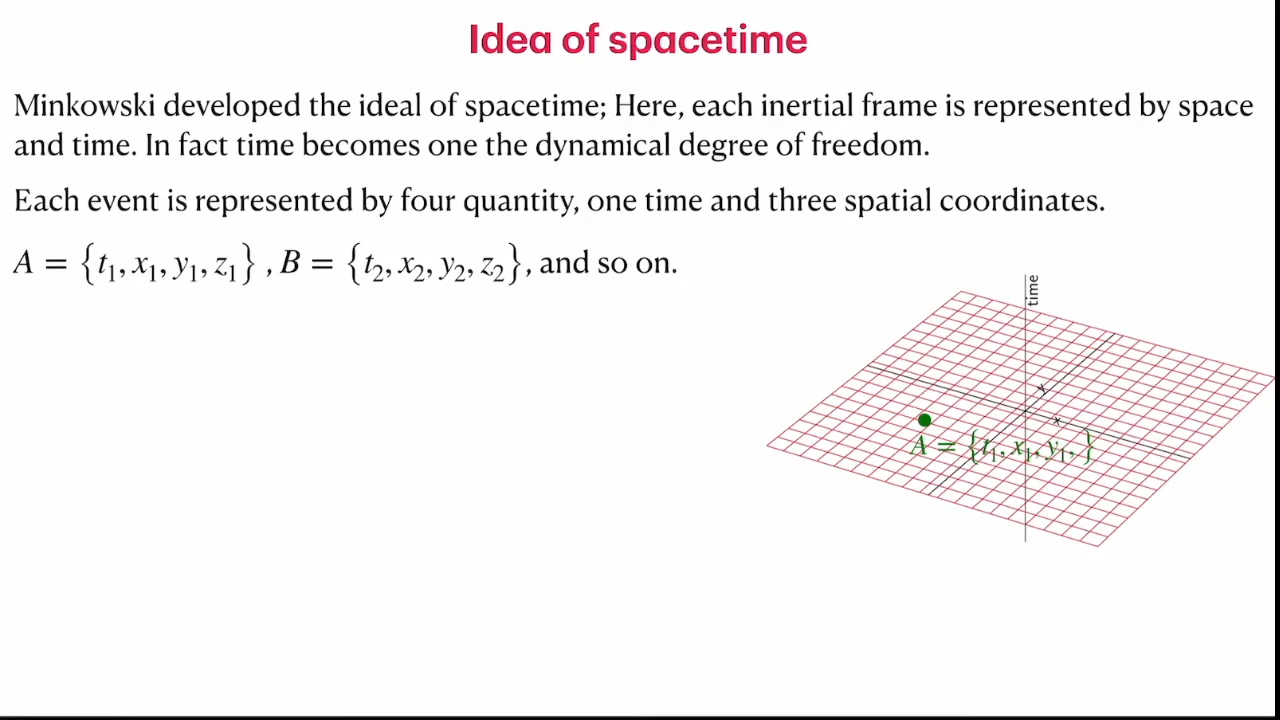 Idea of spacetime
Minkowski developed the ideal of spacetime; Here, each inertial frame is represented by space
and time. In fact time becomes one the dynamical degree of freedom.
Each event is represented by four quantity, one time and three spatial coordinates.
A = {t₁, x₁, y₁, z₁} , B = {t₂, x₂, y₂, z₂}, and so on.
time
y
x
A = {t₁, x₁, y₁, }